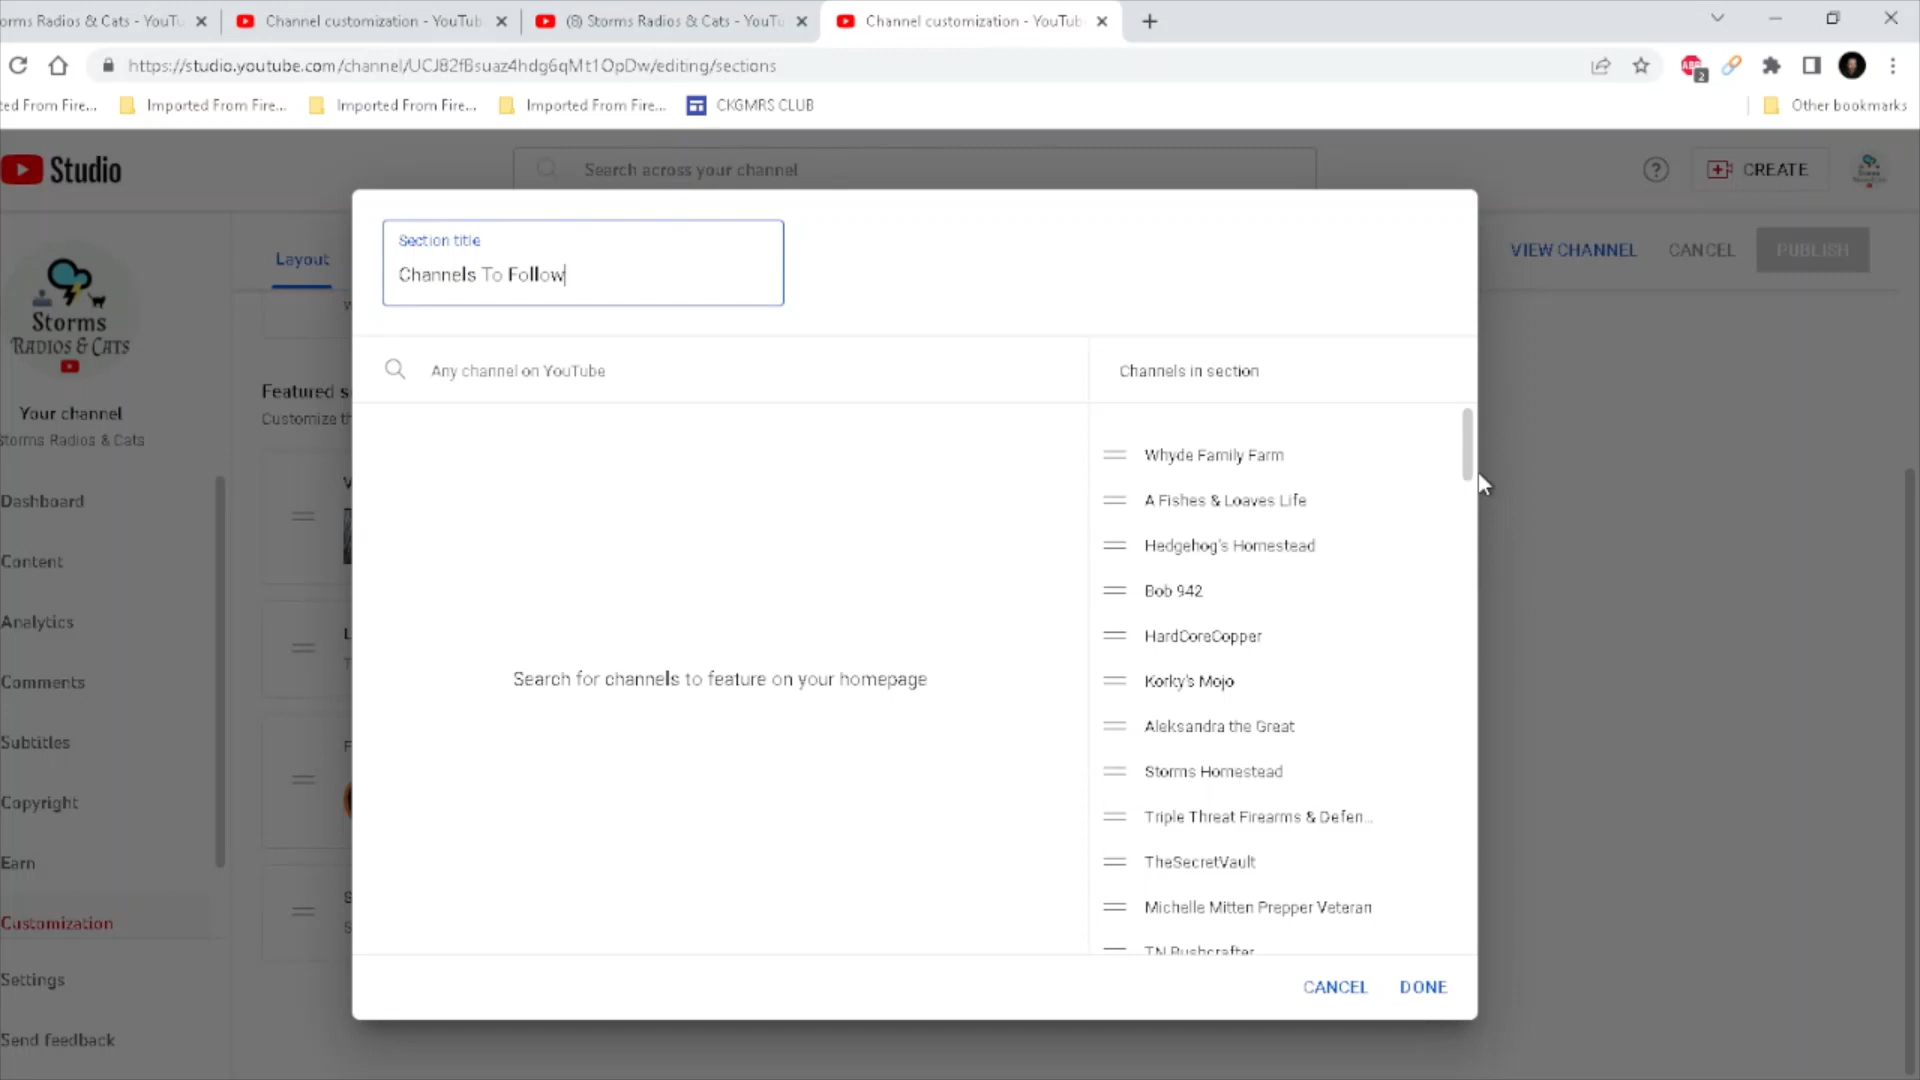 orms Radios & Cats - YouTu
Channel customization - YouTub
(8) Storms Radios & Cats - YouTu
Channel customization - YouTub
https://studio.youtube.com/channel/UCJ82fBsuaz4hdg6qMt1OpDw/editing/sections
ABP
2
ted From Fire...
Imported From Fire...
Imported From Fire...
Imported From Fire...
CKGMRS CLUB
Other bookmarks
Studio
Search across your channel
CREATE
Storms
RADIOS & CATS
Your channel
Storms Radios & Cats
Dashboard
Content
Analytics
Comments
Subtitles
Copyright
Earn
Customization
Settings
Send feedback
Layout
VIEW CHANNEL
CANCEL
PUBLISH
Featured s
Customize th
Section title
Channels To Follow
Any channel on YouTube
Channels in section
Search for channels to feature on your homepage
Whyde Family Farm
A Fishes & Loaves Life
Hedgehog's Homestead
Bob 942
HardCoreCopper
Korky's Mojo
Aleksandra the Great
Storms Homestead
Triple Threat Firearms & Defen...
TheSecretVault
Michelle Mitten Prepper Veteran
TN Bushcrafter
CANCEL
DONE